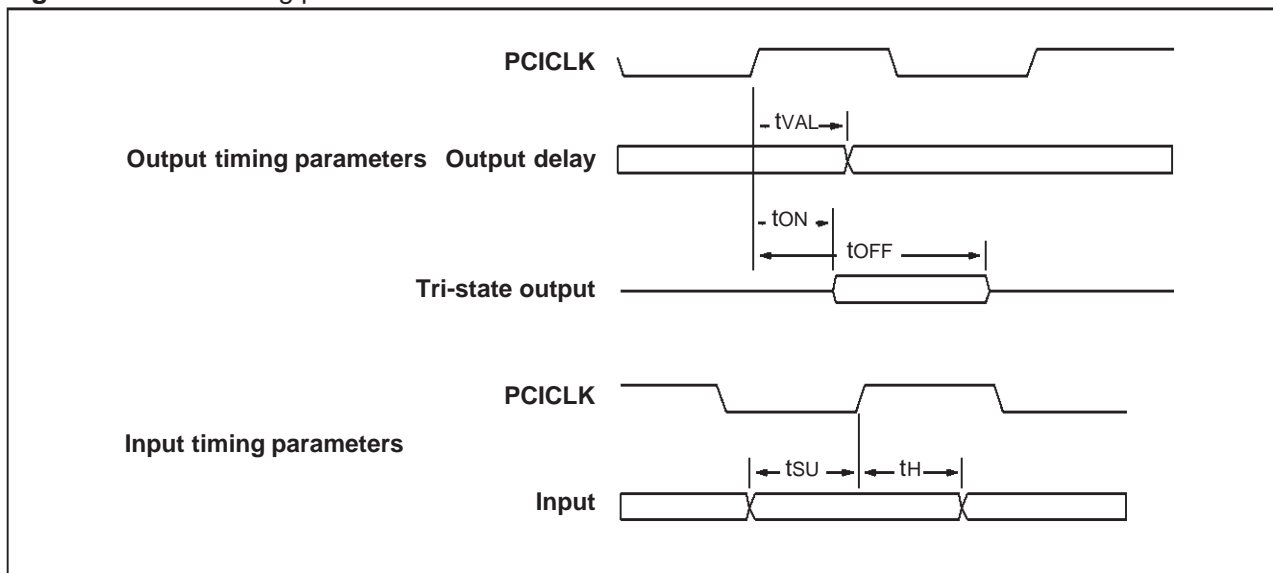 PCICLK
tVAL
Output timing parameters Output delay
tON
tOFF
Tri-state output
PCICLK
Input timing parameters
tSU tH
Input